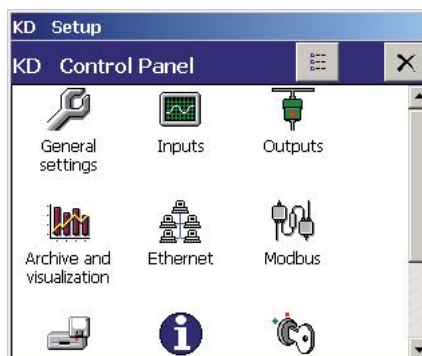 KD Setup
KD Control Panel
General settings
Inputs
Outputs
Archive and visualization
Ethernet
Modbus